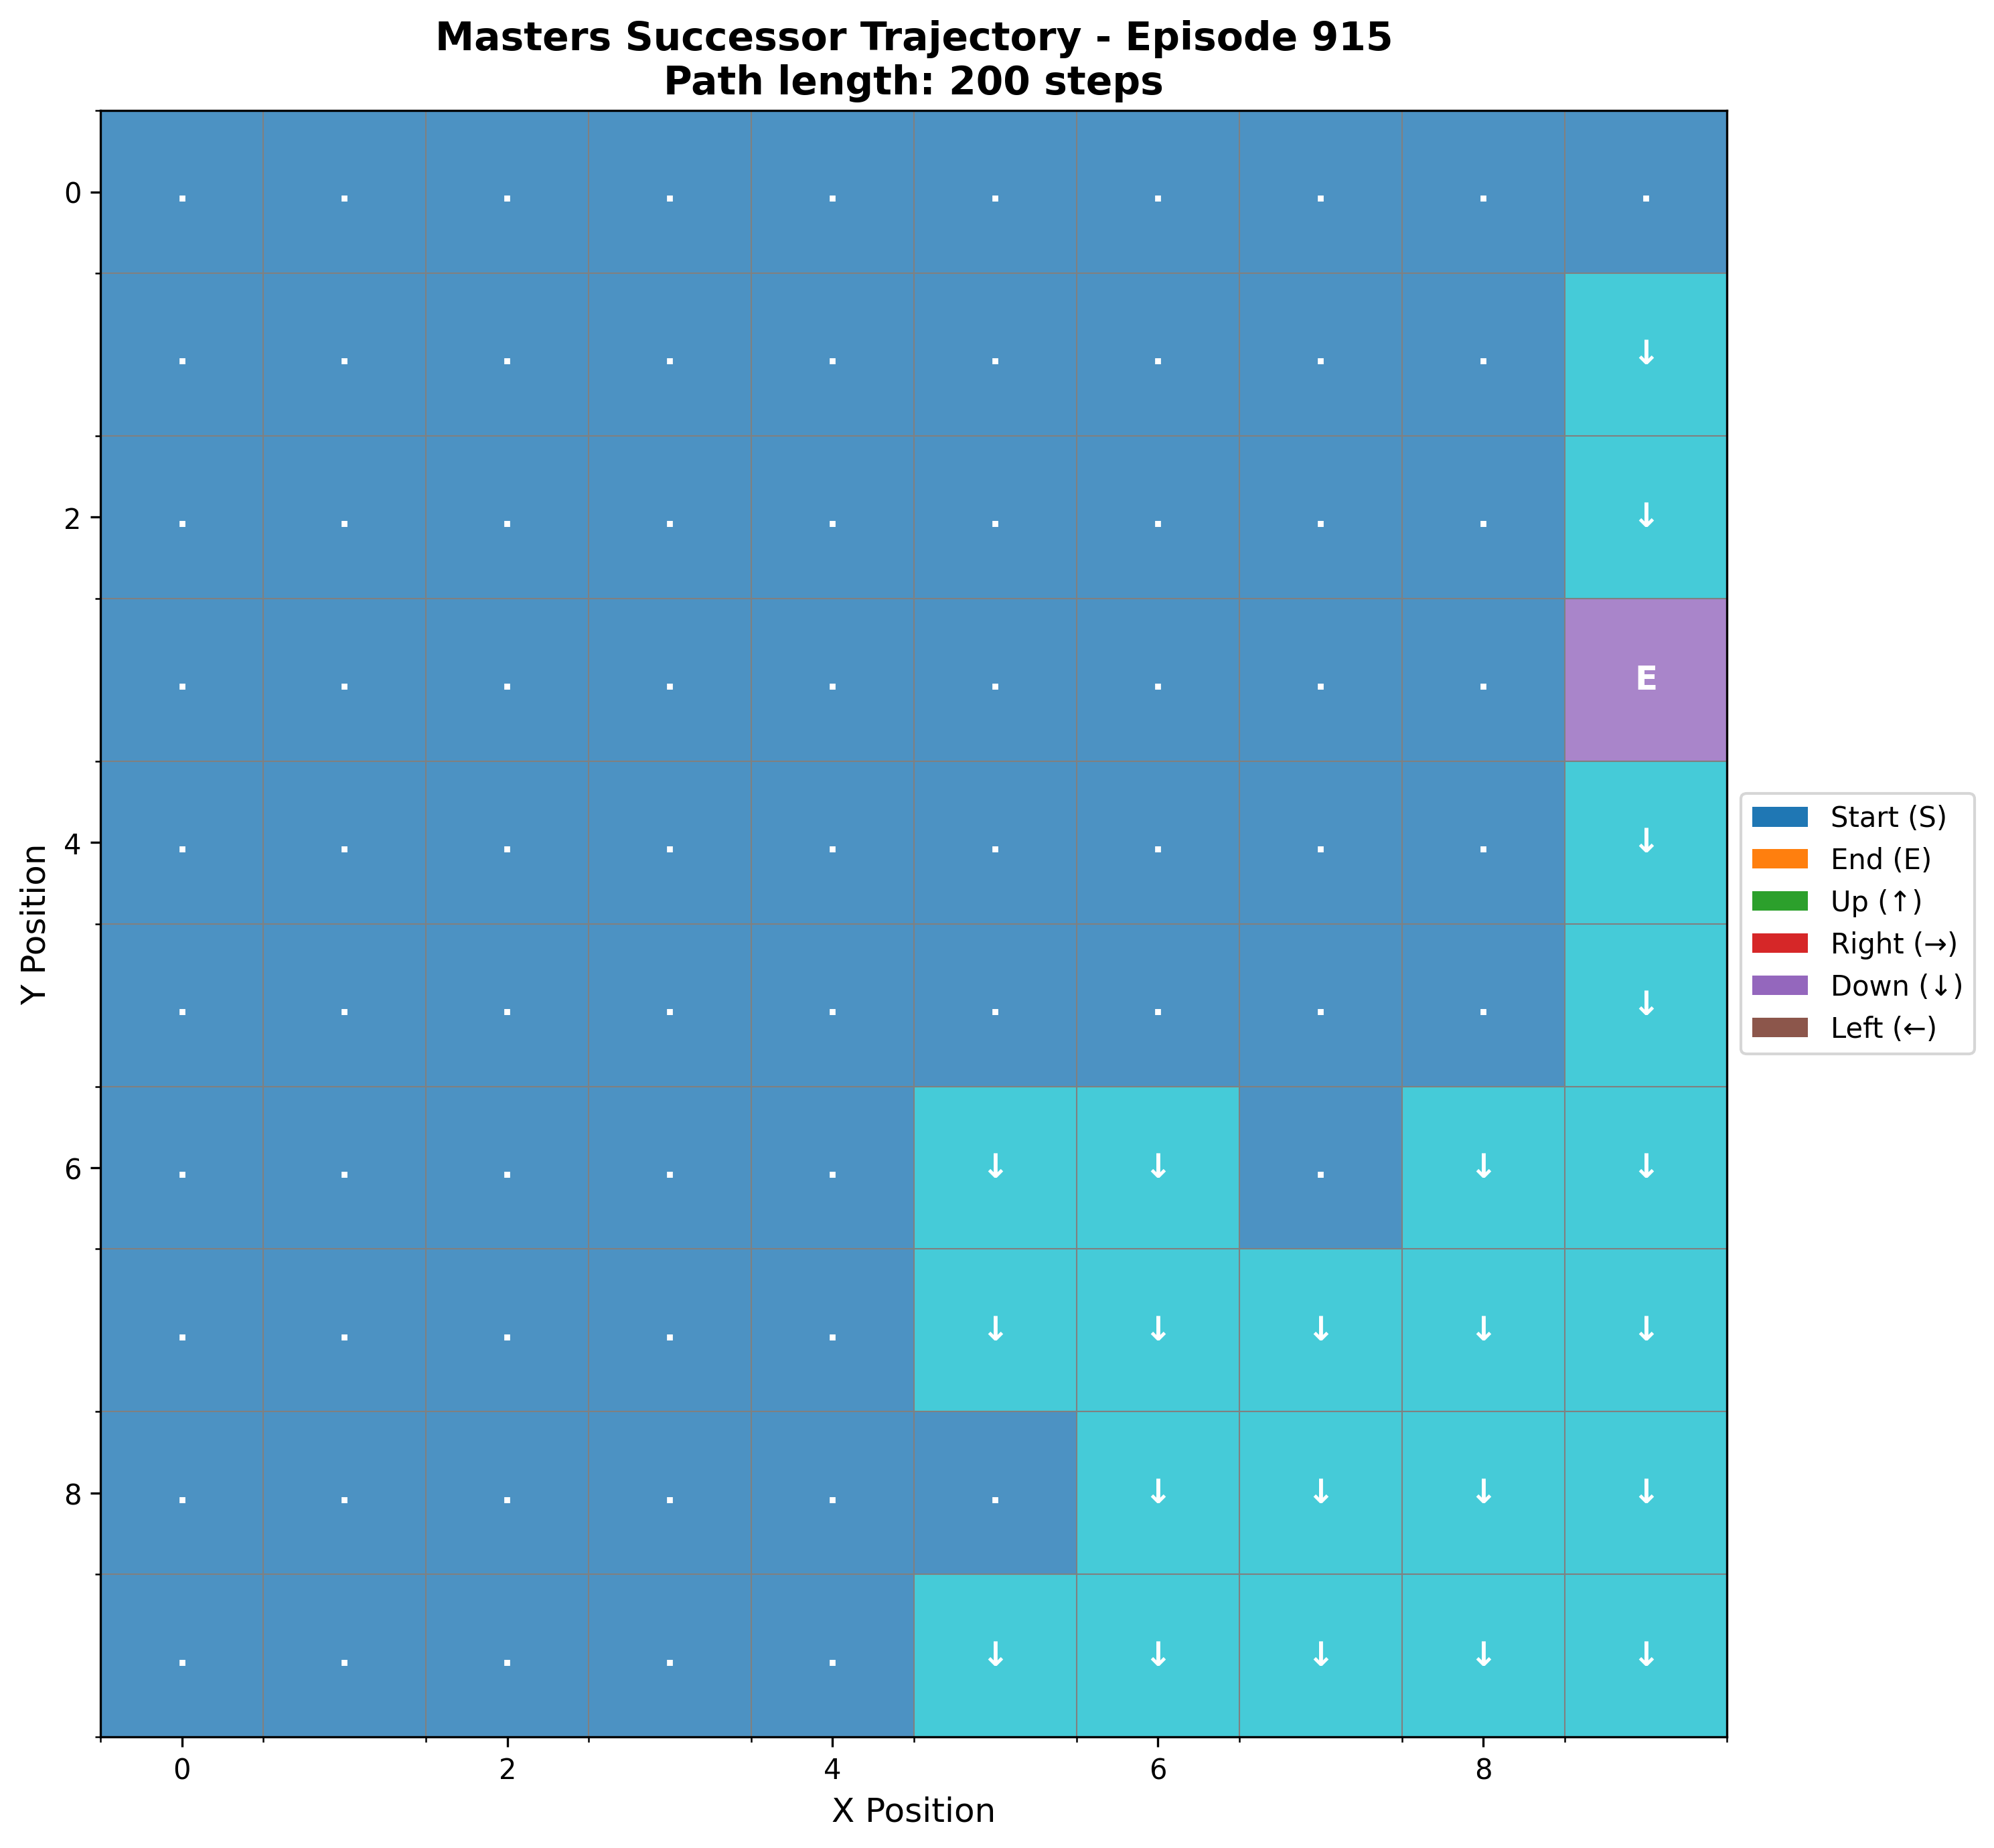 Masters Successor Trajectory - Episode 915
Path length: 200 steps
0
. . . . . . . . . .
. . . . . . . . . ↓
2
. . . . . . . . . ↓
. . . . . . . . . E
4
. . . . . . . . . ↓
. . . . . . . . . ↓
6
. . . . . ↓ ↓ . ↓ ↓
. . . . . ↓ ↓ ↓ ↓ ↓
8
. . . . . . ↓ ↓ ↓ ↓
. . . . . ↓ ↓ ↓ ↓ ↓
0 2 4 6 8
X Position
Y Position
Start (S)
End (E)
Up (↑)
Right (→)
Down (↓)
Left (←)